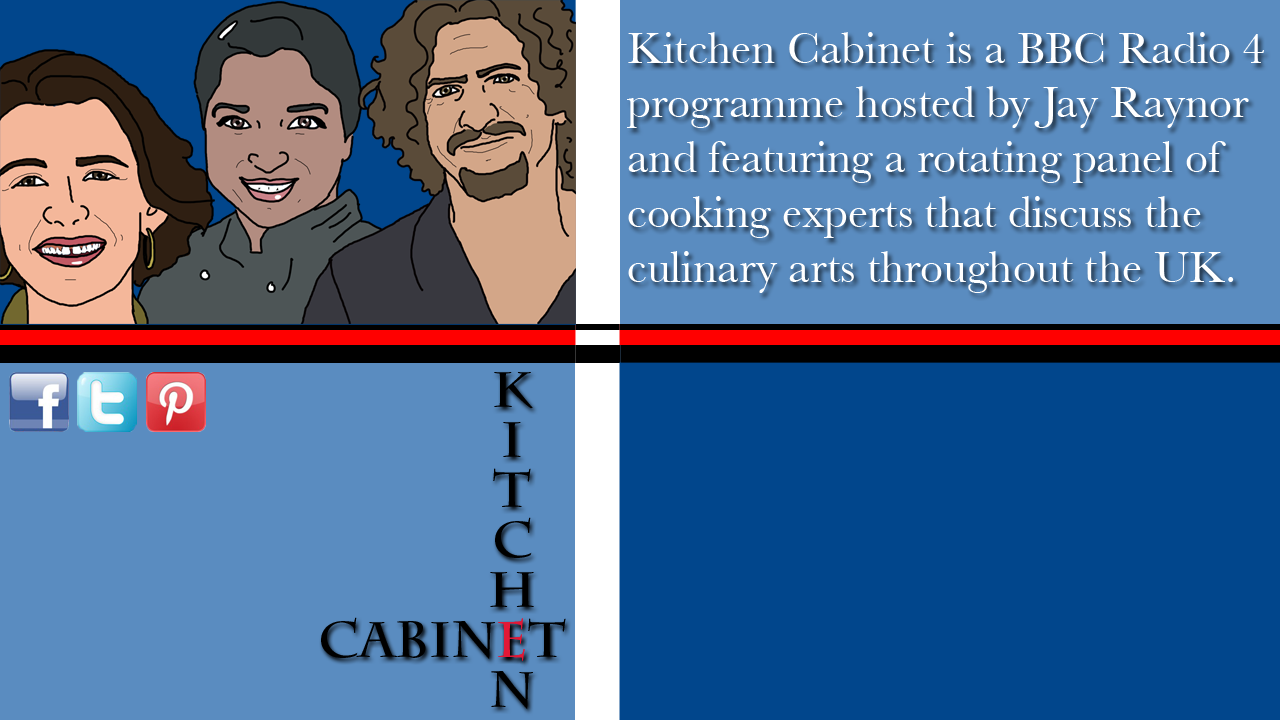 Kitchen Cabinet is a BBC Radio 4
programme hosted by Jay Raynor
and featuring a rotating panel of
cooking experts that discuss the
culinary arts throughout the UK.
KITCHEN
CABINET